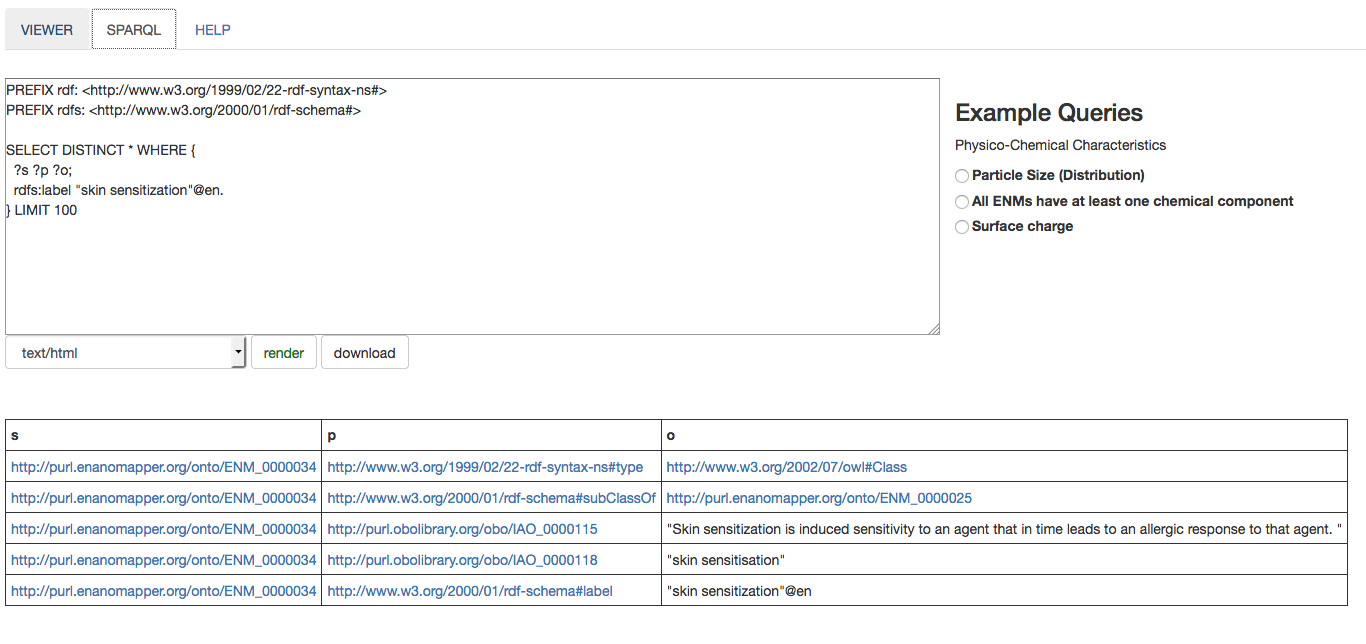 VIEWER SPARQL HELP
PREFIX rdf: <http://www.w3.org/1999/02/22-rdf-syntax-ns#>
PREFIX rdfs: <http://www.w3.org/2000/01/rdf-schema#>
SELECT DISTINCT * WHERE {
?s ?p ?o;
rdfs:label "skin sensitization"@en.
} LIMIT 100
Example Queries
Physico-Chemical Characteristics
Particle Size (Distribution)
All ENMs have at least one chemical component
Surface charge
text/html render download
s p o
http://purl.enanomapper.org/onto/ENM_0000034 http://www.w3.org/1999/02/22-rdf-syntax-ns#type http://www.w3.org/2002/07/owl#Class
http://purl.enanomapper.org/onto/ENM_0000034 http://www.w3.org/2000/01/rdf-schema#subClassOf http://purl.enanomapper.org/onto/ENM_0000025
http://purl.enanomapper.org/onto/ENM_0000034 http://purl.obolibrary.org/obo/IAO_0000115 "Skin sensitization is induced sensitivity to an agent that in time leads to an allergic response to that agent. "
http://purl.enanomapper.org/onto/ENM_0000034 http://purl.obolibrary.org/obo/IAO_0000118 "skin sensitisation"
http://purl.enanomapper.org/onto/ENM_0000034 http://www.w3.org/2000/01/rdf-schema#label "skin sensitization"@en